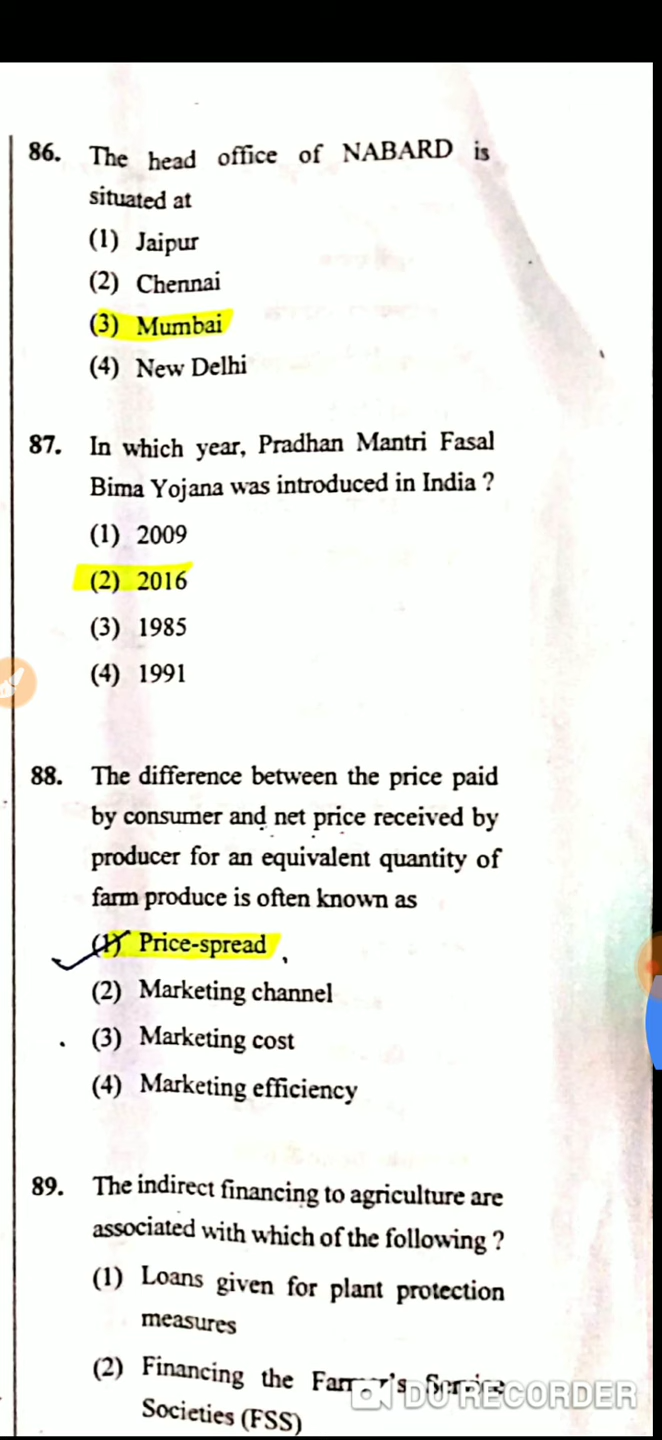 86. The head office of NABARD is
situated at
(1) Jaipur
(2) Chennai
(3) Mumbai
(4) New Delhi
87. In which year, Pradhan Mantri Fasal
Bima Yojana was introduced in India ?
(1) 2009
(2) 2016
(3) 1985
(4) 1991
88. The difference between the price paid
by consumer and net price received by
producer for an equivalent quantity of
farm produce is often known as
(1) Price-spread
(2) Marketing channel
(3) Marketing cost
(4) Marketing efficiency
89. The indirect financing to agriculture are
associated with which of the following ?
(1) Loans given for plant protection
measures
(2) Financing the Farmer's Service
Societies (FSS)
DU RECORDER